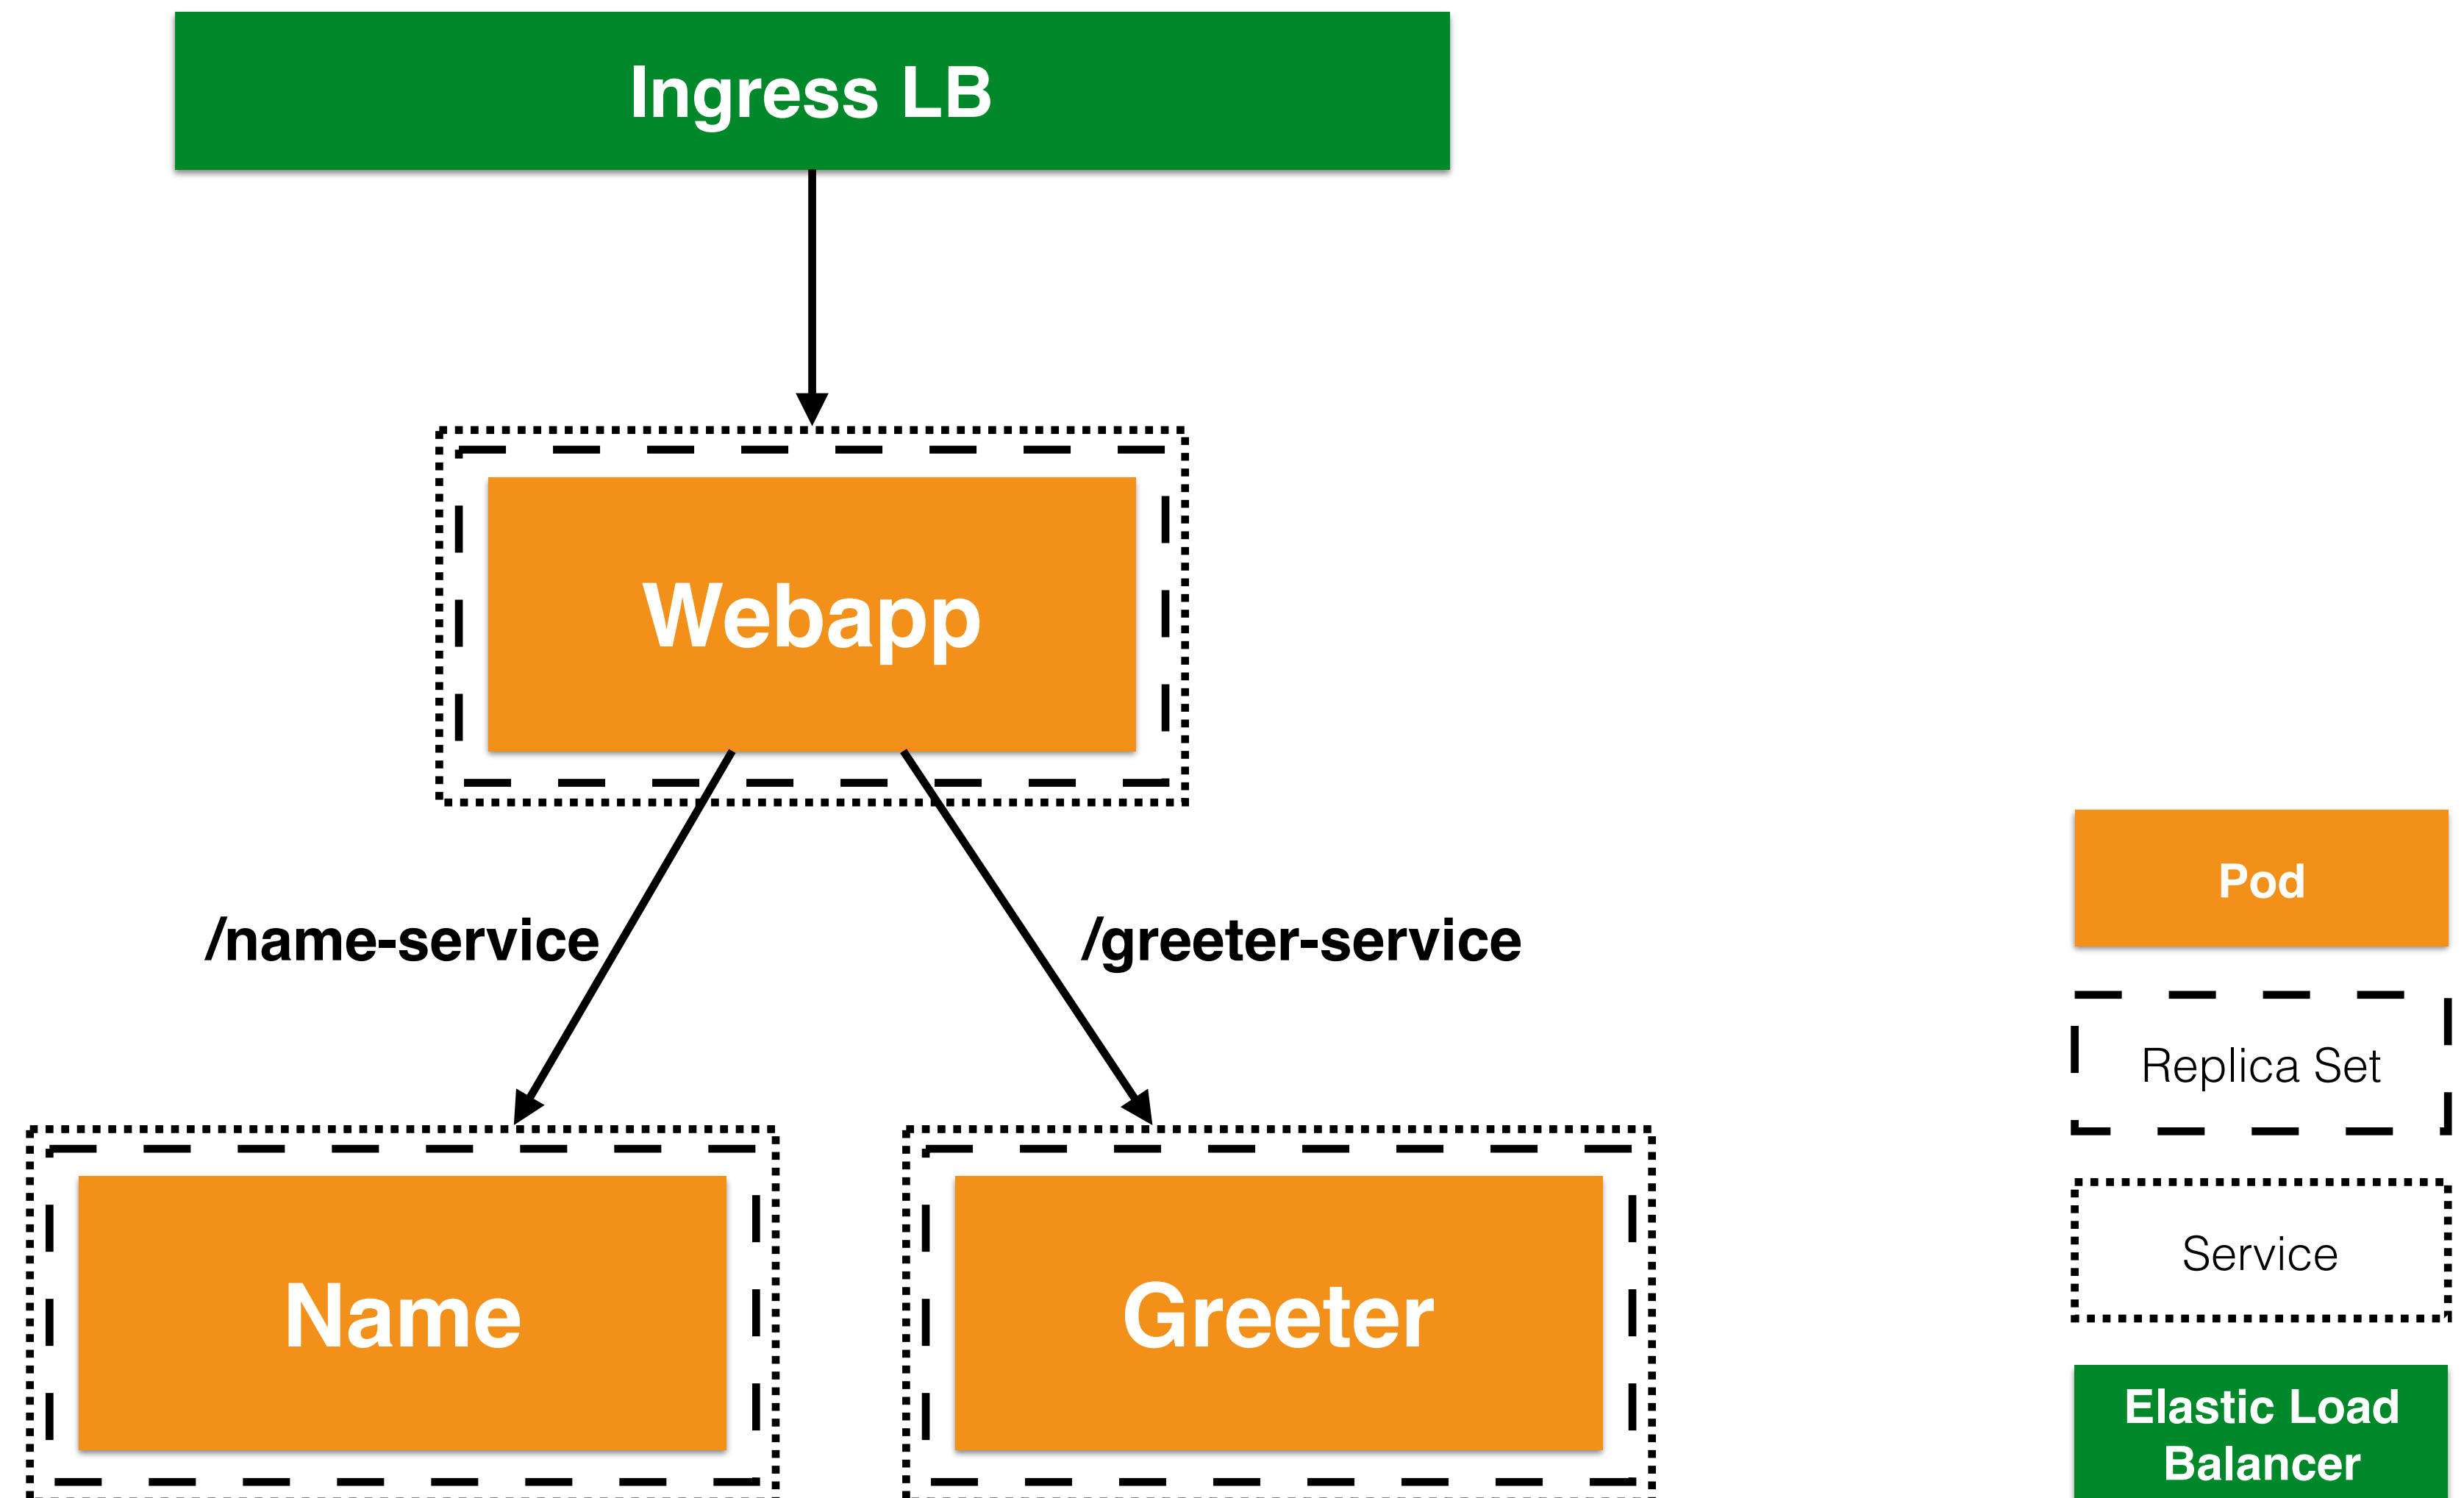 Ingress LB
Webapp
/name-service
/greeter-service
Name
Greeter
Pod
Replica Set
Service
Elastic Load
Balancer